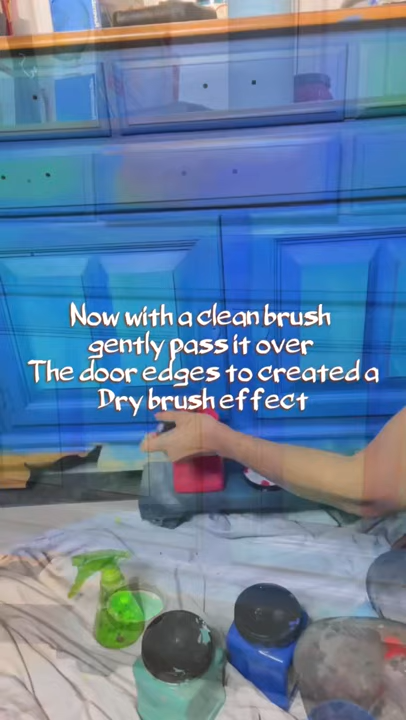 Now with a clean brush
gently pass it over
The door edges to created a
Dry brush effect